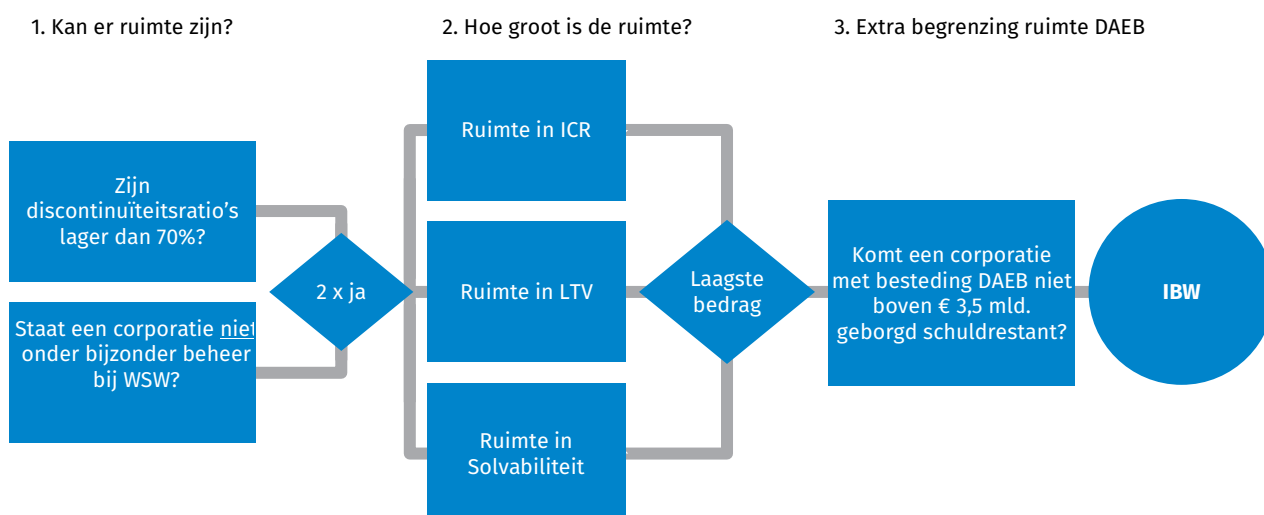 1. Kan er ruimte zijn?
2. Hoe groot is de ruimte?
3. Extra begrenzing ruimte DAEB
Zijn
discontinuïteitsratio's
lager dan 70%?
Staat een corporatie niet
onder bijzonder beheer
bij WSW?
2 x ja
Ruimte in ICR
Ruimte in LTV
Ruimte in
Solvabiliteit
Laagste
bedrag
Komt een corporatie
met besteding DAEB niet
boven € 3,5 mld.
geborgd schuldrestant?
IBW